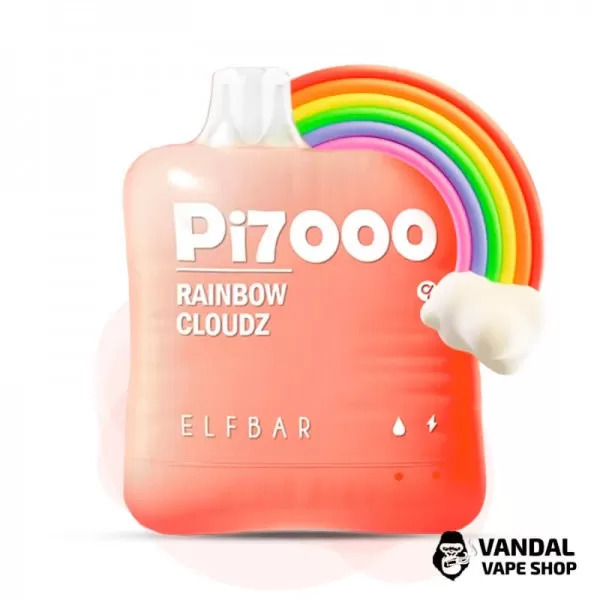 Pi7000
RAINBOW
CLOUDZ
ELFBAR
VANDAL
VAPE SHOP